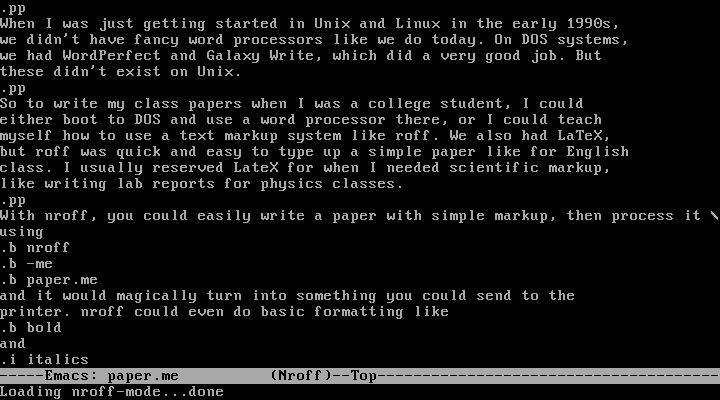 .pp
When I was just getting started in Unix and Linux in the early 1990s,
we didn't have fancy word processors like we do today. On DOS systems,
we had WordPerfect and Galaxy Write, which did a very good job. But
these didn't exist on Unix.
.pp
So to write my class papers when I was a college student, I could
either boot to DOS and use a word processor there, or I could teach
myself how to use a text markup system like roff. We also had LaTeX,
but roff was quick and easy to type up a simple paper like for English
class. I usually reserved LateX for when I needed scientific markup,
like writing lab reports for physics classes.
.pp
With nroff, you could easily write a paper with simple markup, then process it \
using
.b nroff
.b -me
.b paper.me
and it would magically turn into something you could send to the
printer. nroff could even do basic formatting like
.b bold
and
.i italics
-----Emacs: paper.me            (Nroff)--Top-------------------------------------------
Loading nroff-mode...done